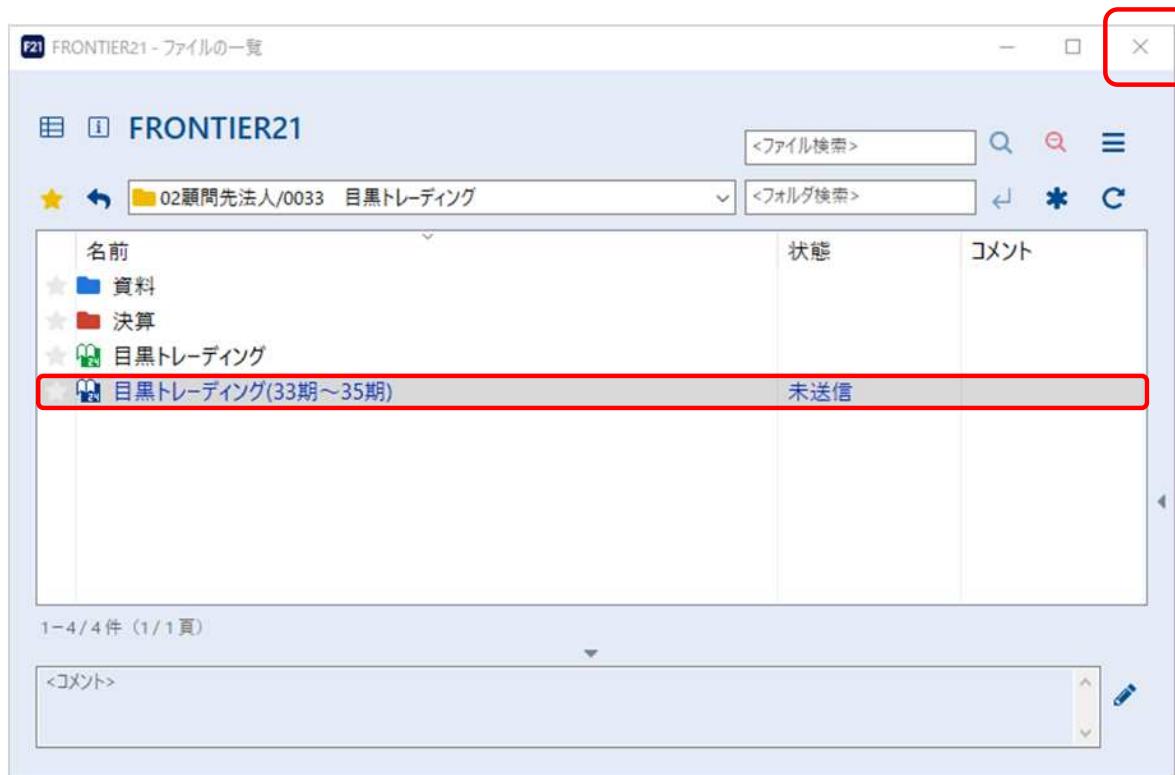 F21 FRONTIER21 - ファイルの一覧
FRONTIER21
<ファイル検索>
02顧問先法人/0033 目黒トレーディング
<フォルダ検索>
名前 状態 コメント
資料
決算
24 目黒トレーディング
24 目黒トレーディング(33期～35期) 未送信
1-4/4件 (1/1頁)
<コメント>